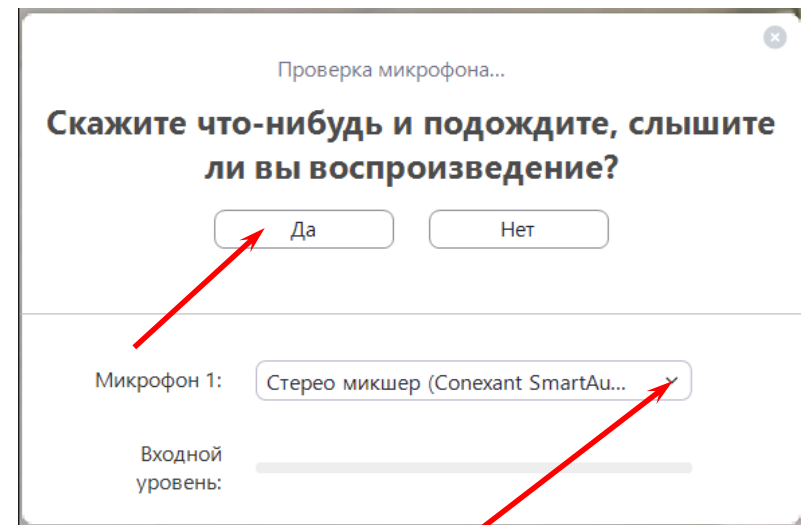 Проверка микрофона...
Скажите что-нибудь и подождите, слышите
ли вы воспроизведение?
Да
Нет
Микрофон 1:
Стерео микшер (Conexant SmartAu...
Входной
уровень: